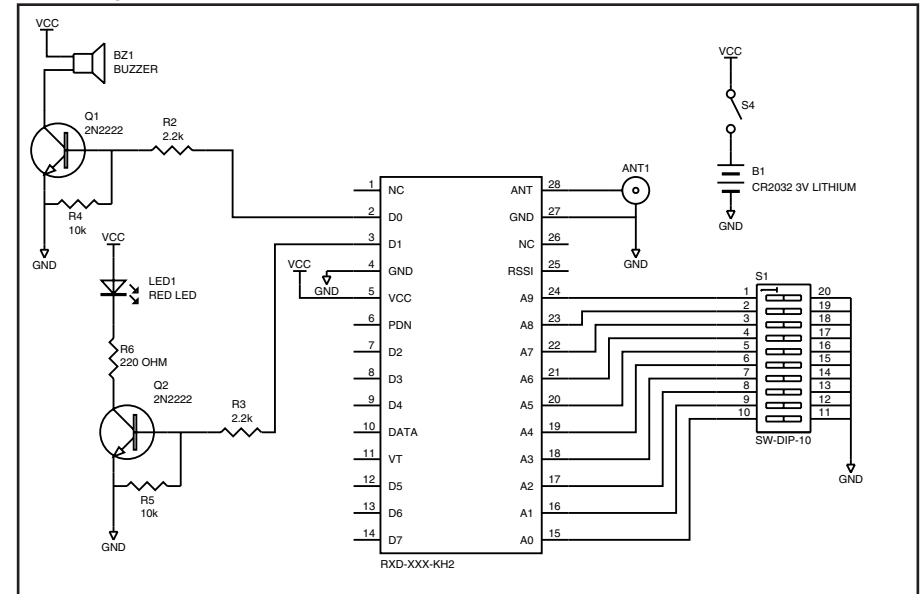 VCC
BZ1
BUZZER
Q1
2N2222
R2
2.2k
R4
10k
GND
VCC
LED1
RED LED
R6
220 OHM
Q2
2N2222
R3
2.2k
R5
10k
GND
VCC
GND
1 NC
2 D0
3 D1
4 GND
5 VCC
6 PDN
7 D2
8 D3
9 D4
10 DATA
11 VT
12 D5
13 D6
14 D7
ANT 28
GND 27
NC 26
RSSI 25
A9 24
A8 23
A7 22
A6 21
A5 20
A4 19
A3 18
A2 17
A1 16
A0 15
RXD-XXX-KH2
ANT1
GND
VCC
S4
B1
CR2032 3V LITHIUM
GND
S1
1 20
2 19
3 18
4 17
5 16
6 15
7 14
8 13
9 12
10 11
SW-DIP-10
GND